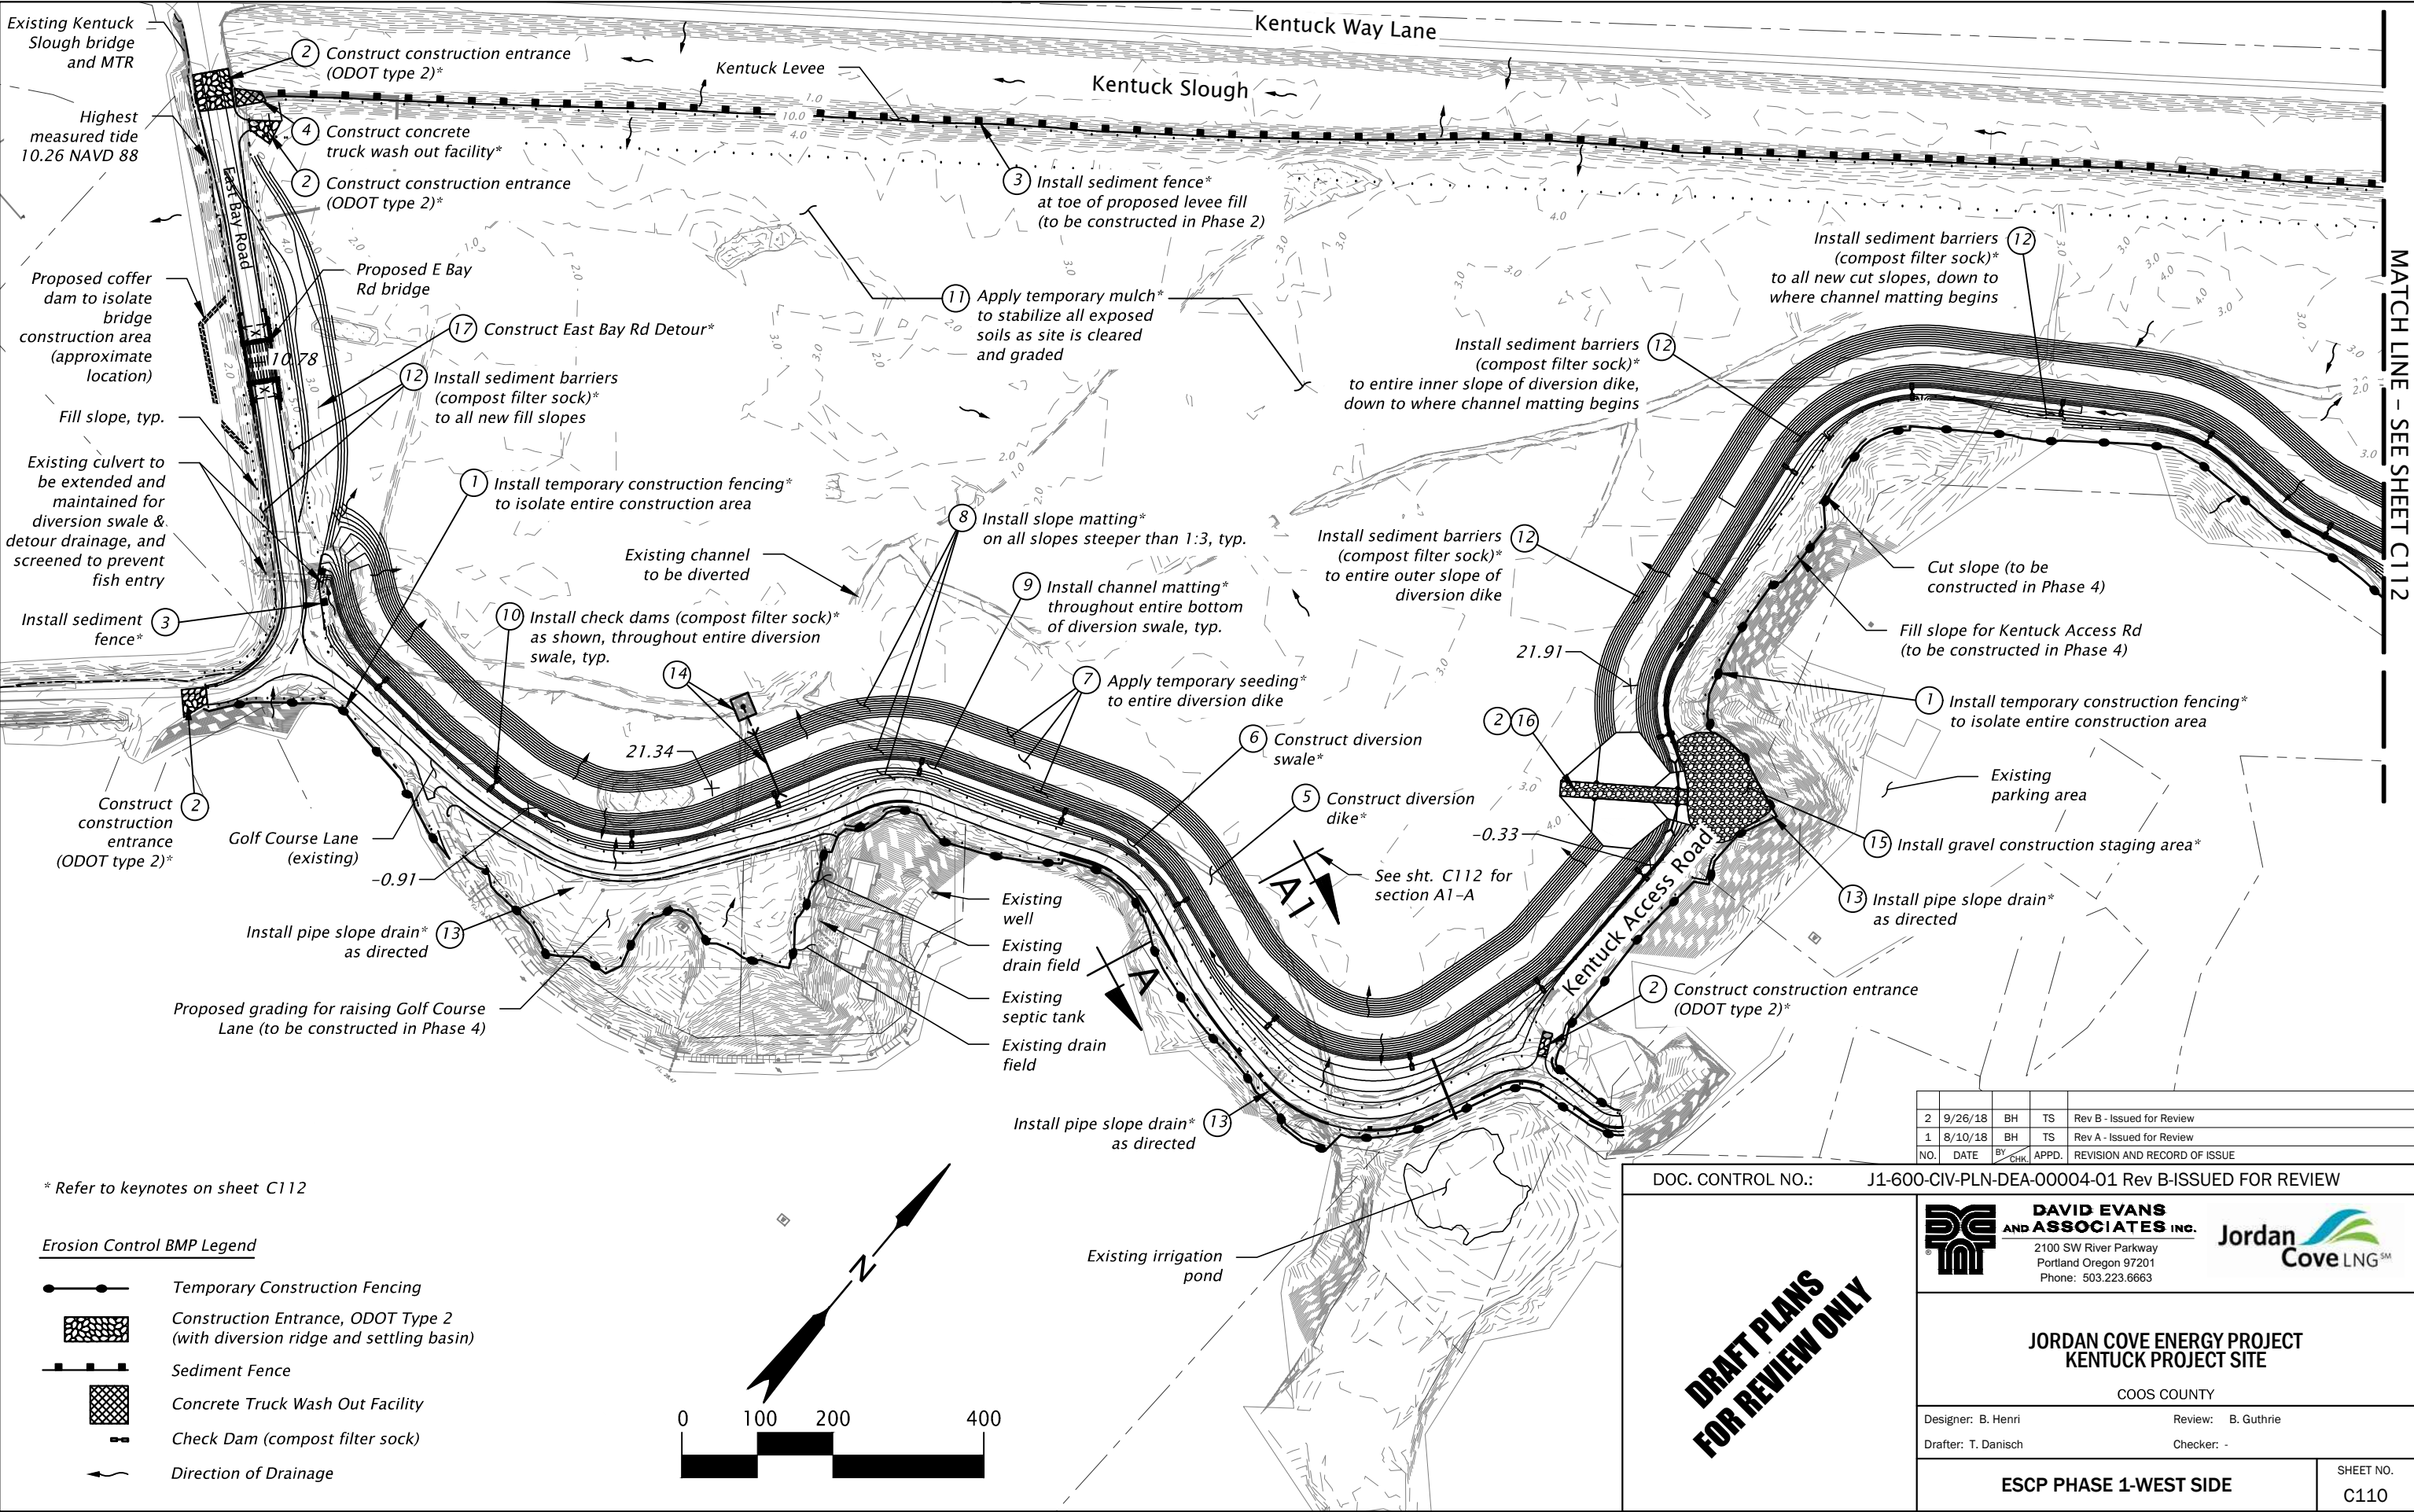 Existing Kentuck
Slough bridge
and MTR
2 Construct construction entrance
(ODOT type 2)*
Kentuck Levee
Kentuck Way Lane
Kentuck Slough
Highest
measured tide
10.26 NAVD 88
4 Construct concrete
truck wash out facility*
2 Construct construction entrance
(ODOT type 2)*
East Bay Road
1.0
10.0
4.0
3 Install sediment fence*
at toe of proposed levee fill
(to be constructed in Phase 2)
Proposed coffer
dam to isolate
bridge
construction area
(approximate
location)
Proposed E Bay
Rd bridge
17 Construct East Bay Rd Detour*
10.78
12 Install sediment barriers
(compost filter sock)*
to all new fill slopes
11 Apply temporary mulch*
to stabilize all exposed
soils as site is cleared
and graded
Install sediment barriers 12
(compost filter sock)*
to all new cut slopes, down to
where channel matting begins
Install sediment barriers 12
(compost filter sock)*
to entire inner slope of diversion dike,
down to where channel matting begins
MATCH LINE - SEE SHEET C112
Fill slope, typ.
Existing culvert to
be extended and
maintained for
diversion swale &
detour drainage, and
screened to prevent
fish entry
Install sediment 3
fence*
1 Install temporary construction fencing*
to isolate entire construction area
Existing channel
to be diverted
8 Install slope matting*
on all slopes steeper than 1:3, typ.
9 Install channel matting*
throughout entire bottom
of diversion swale, typ.
10 Install check dams (compost filter sock)*
as shown, throughout entire diversion
swale, typ.
14
7 Apply temporary seeding*
to entire diversion dike
Install sediment barriers 12
(compost filter sock)*
to entire outer slope of
diversion dike
Cut slope (to be
constructed in Phase 4)
Fill slope for Kentuck Access Rd
(to be constructed in Phase 4)
21.91
1 Install temporary construction fencing*
to isolate entire construction area
2 16
Existing
parking area
21.34
6 Construct diversion
swale*
5 Construct diversion
dike*
-0.33
15 Install gravel construction staging area*
Construct 2
construction
entrance
(ODOT type 2)*
Golf Course Lane
(existing)
-0.91
See sht. C112 for
section A1-A
A1
A
Kentuck Access Road
13 Install pipe slope drain*
as directed
Existing
well
Existing
drain field
Existing
septic tank
Existing drain
field
Install pipe slope drain* 13
as directed
Proposed grading for raising Golf Course
Lane (to be constructed in Phase 4)
2 Construct construction entrance
(ODOT type 2)*
Install pipe slope drain* 13
as directed
Existing irrigation
pond
* Refer to keynotes on sheet C112
Erosion Control BMP Legend
Temporary Construction Fencing
Construction Entrance, ODOT Type 2
(with diversion ridge and settling basin)
Sediment Fence
Concrete Truck Wash Out Facility
Check Dam (compost filter sock)
Direction of Drainage
N
0 100 200 400
2 9/26/18 BH TS Rev B - Issued for Review
1 8/10/18 BH TS Rev A - Issued for Review
NO. DATE BY CHK. APPD. REVISION AND RECORD OF ISSUE
DOC. CONTROL NO.: J1-600-CIV-PLN-DEA-00004-01 Rev B-ISSUED FOR REVIEW
DRAFT PLANS
FOR REVIEW ONLY
DAVID EVANS
AND ASSOCIATES INC.
2100 SW River Parkway
Portland Oregon 97201
Phone: 503.223.6663
Jordan
Cove LNG SM
JORDAN COVE ENERGY PROJECT
KENTUCK PROJECT SITE
COOS COUNTY
Designer: B. Henri Review: B. Guthrie
Drafter: T. Danisch Checker: -
ESCP PHASE 1-WEST SIDE
SHEET NO.
C110